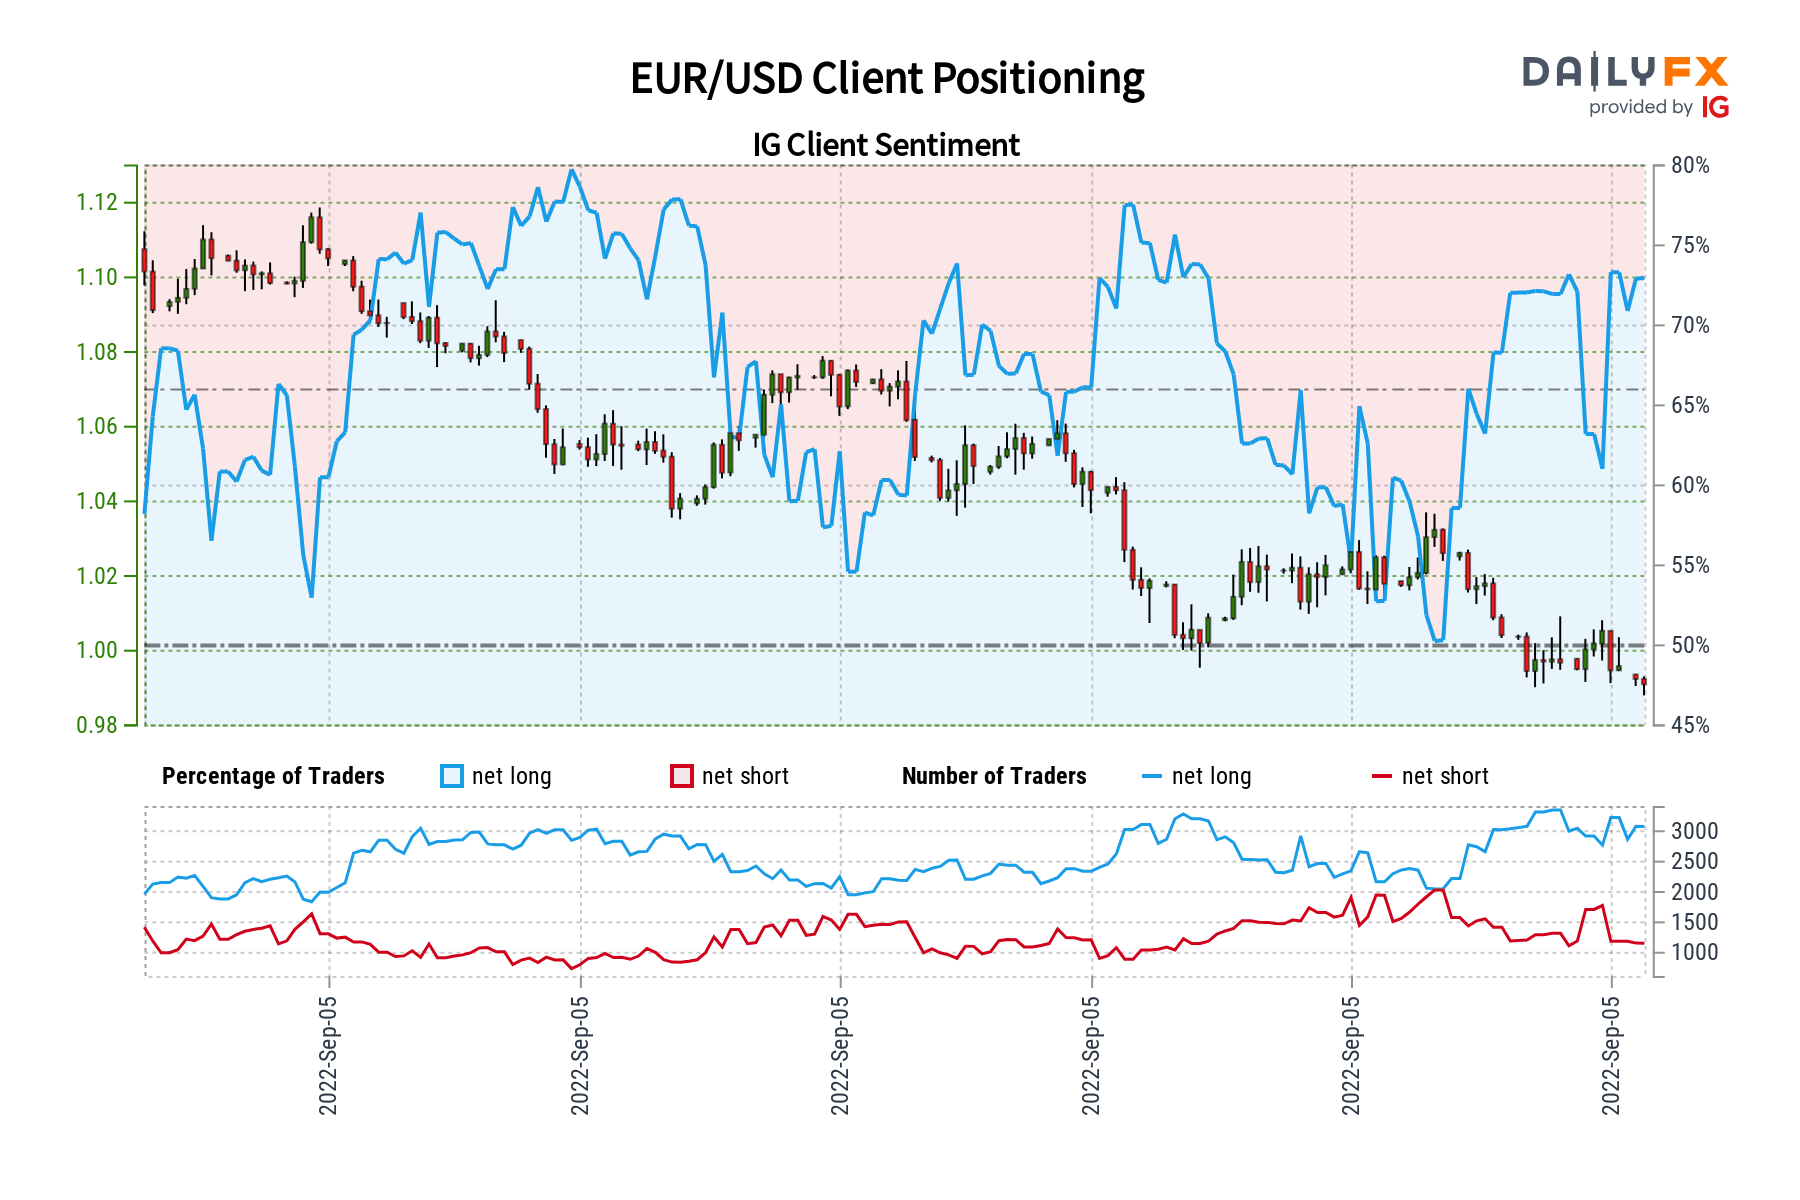 EUR/USD Client Positioning
DAILYFX
provided by IG
IG Client Sentiment
1.12
1.10
1.08
1.06
1.04
1.02
1.00
0.98
80%
75%
70%
65%
60%
55%
50%
45%
Percentage of Traders net long net short Number of Traders net long net short
3000
2500
2000
1500
1000
2022-Sep-05
2022-Sep-05
2022-Sep-05
2022-Sep-05
2022-Sep-05
2022-Sep-05